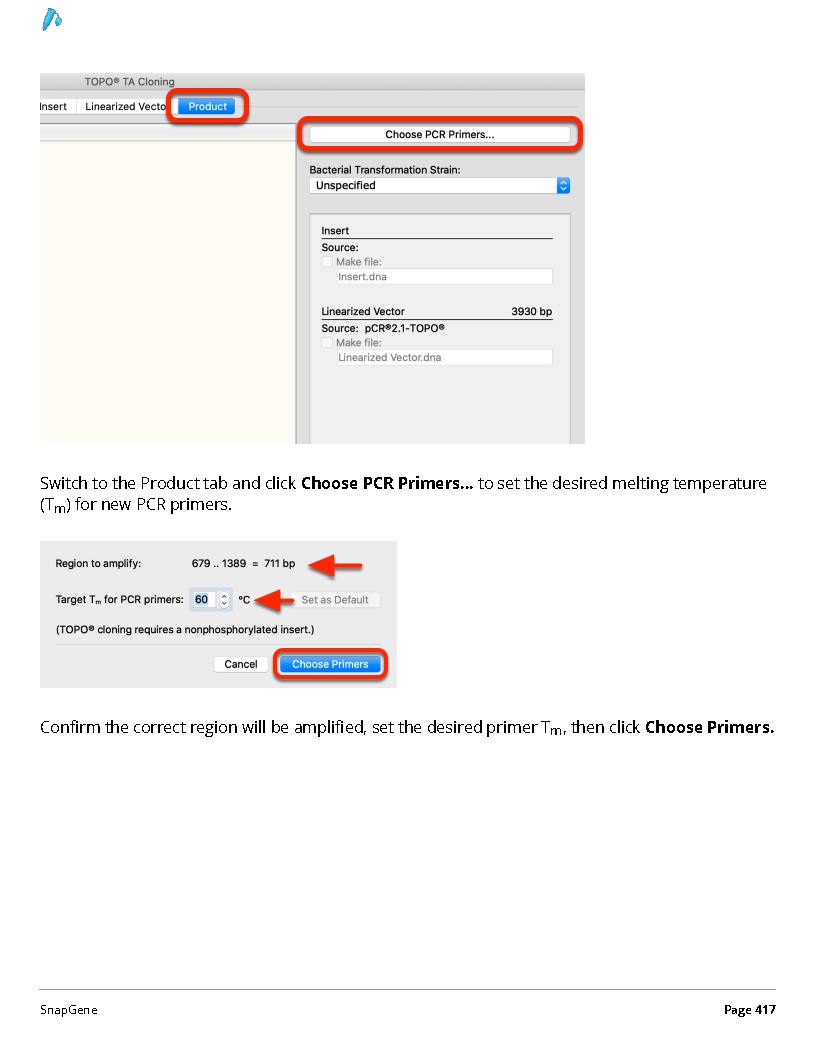 TOPO® TA Cloning
Insert Linearized Vecto Product
Choose PCR Primers...
Bacterial Transformation Strain:
Unspecified
Insert
Source:
Make file:
Insert.dna
Linearized Vector 3930 bp
Source: pCR®2.1-TOPO®
Make file:
Linearized Vector.dna
Switch to the Product tab and click Choose PCR Primers... to set the desired melting temperature
(Tm) for new PCR primers.
Region to amplify: 679 .. 1389 = 711 bp
Target Tm for PCR primers: 60 °C Set as Default
(TOPO® cloning requires a nonphosphorylated insert.)
Cancel Choose Primers
Confirm the correct region will be amplified, set the desired primer Tm, then click Choose Primers.
SnapGene Page 417